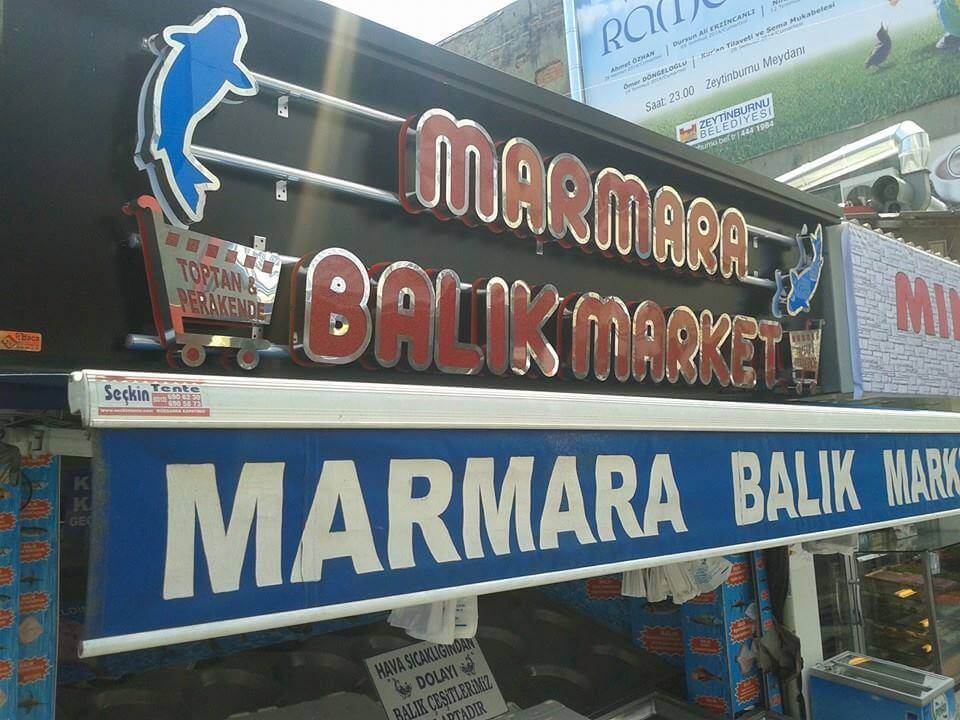 Ahmet ÖZHAN
Dursun Ali ERZİNCANLI
Ömer DÖNGELOĞLU
Kur'an Tilaveti ve Sema Mukabelesi
Saat: 23.00 Zeytinburnu Meydanı
ZEYTİNBURNU
BELEDİYESİ
444 1984
MARMARA
BALIK MARKET
TOPTAN &
PERAKENDE
Seçkin Tente
MARMARA BALIK MARK
HAVA SICAKLIĞINDAN
DOLAYI
BALIK ÇEŞİTLERİMİZ